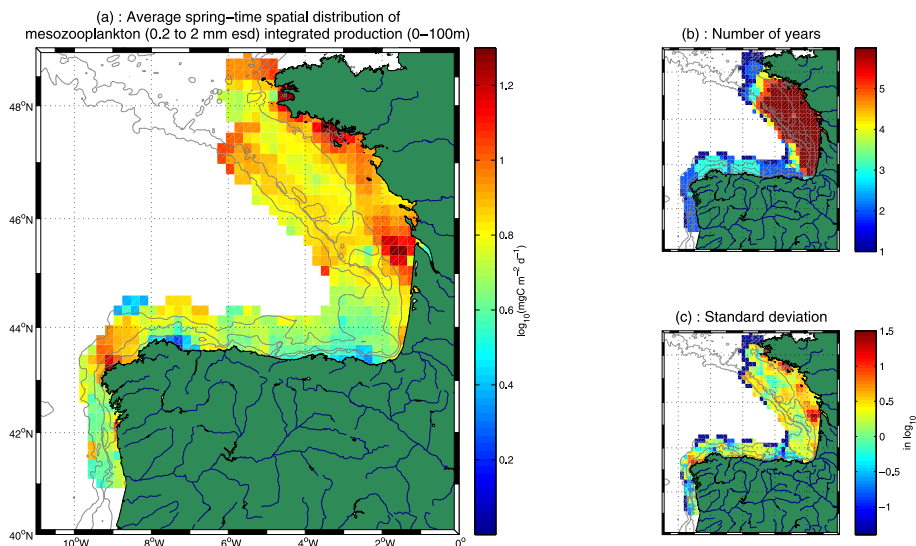 (a) : Average spring−time spatial distribution of
mesozooplankton (0.2 to 2 mm esd) integrated production (0−100m)
48°N
46°N
44°N
42°N
40°N
10°W
8°W
6°W
4°W
2°W
0°
1.2
1
0.8
0.6
0.4
0.2
log10(mgC m−2 d−1)
(b) : Number of years
5
4
3
2
1
(c) : Standard deviation
1.5
1
0.5
0
−0.5
−1
in log10